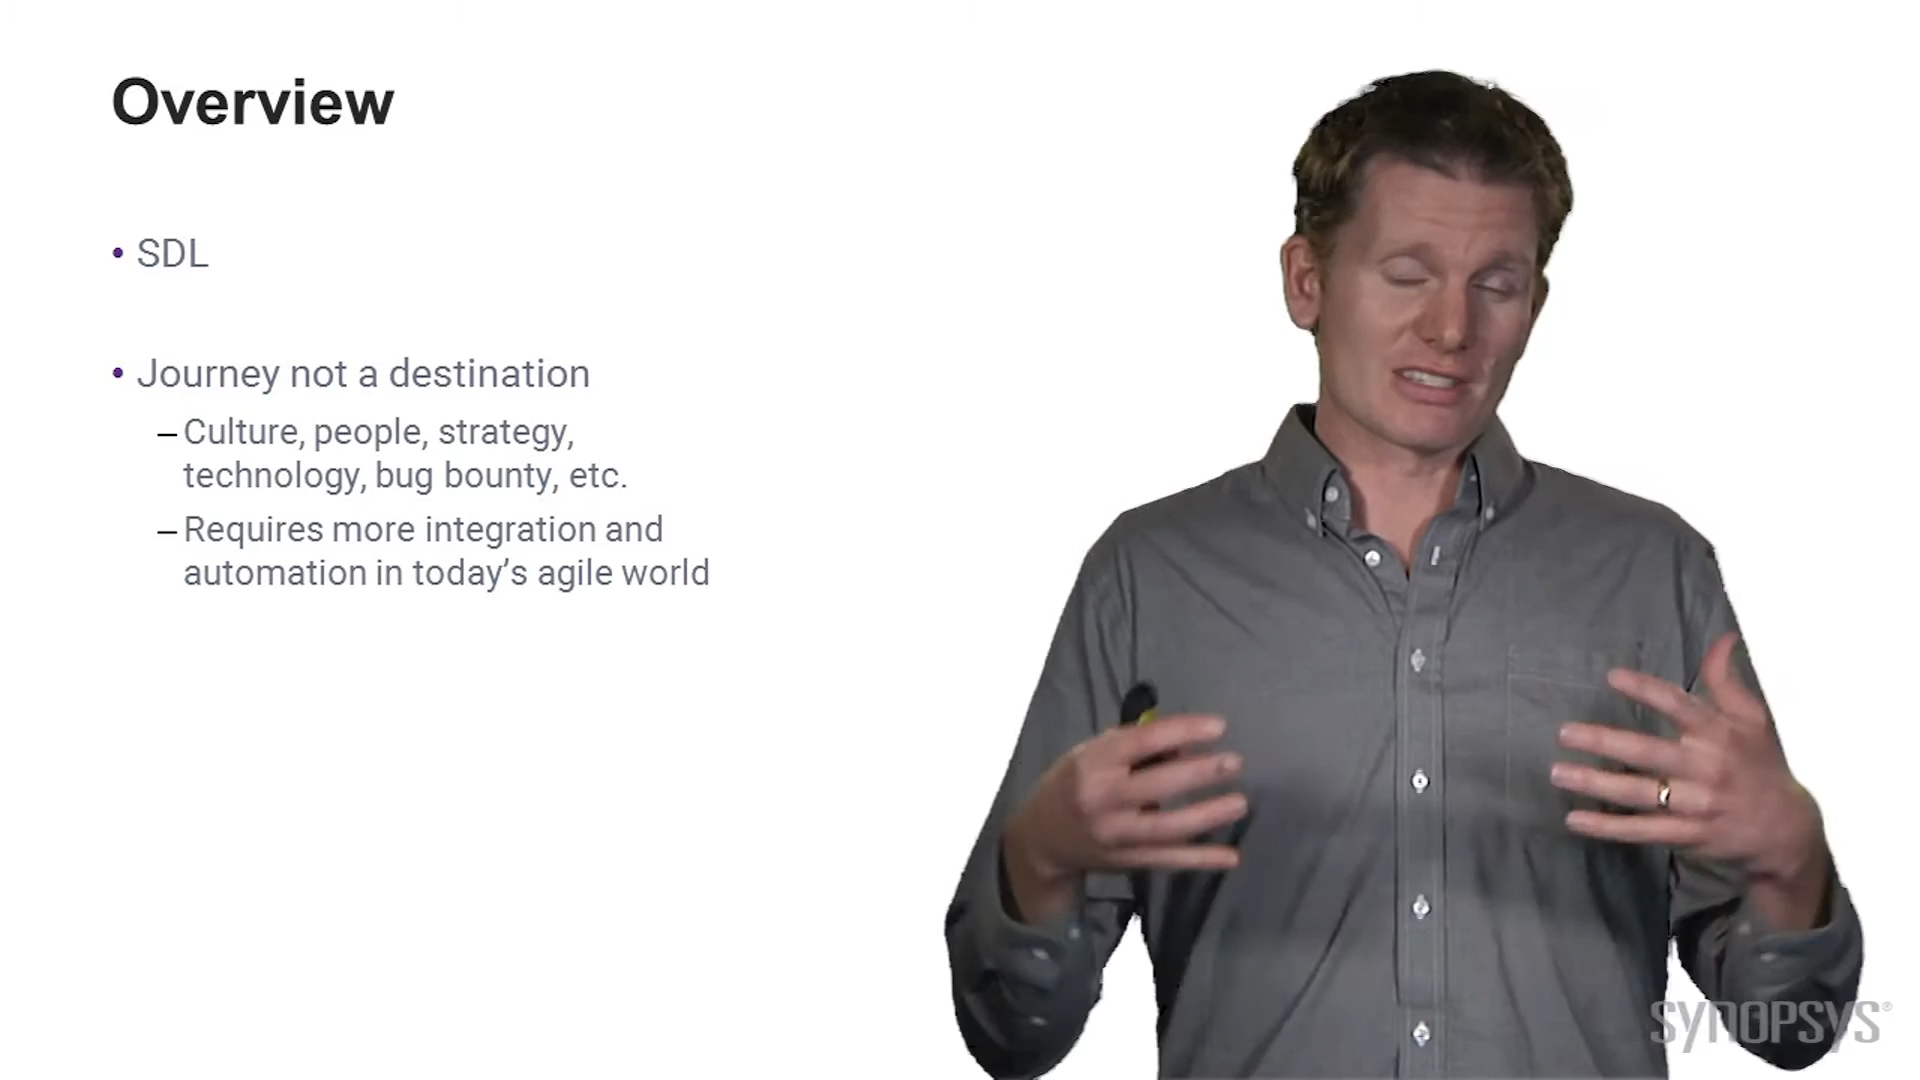 Overview
• SDL
• Journey not a destination
– Culture, people, strategy,
technology, bug bounty, etc.
– Requires more integration and
automation in today’s agile world
SYNOPSYS®